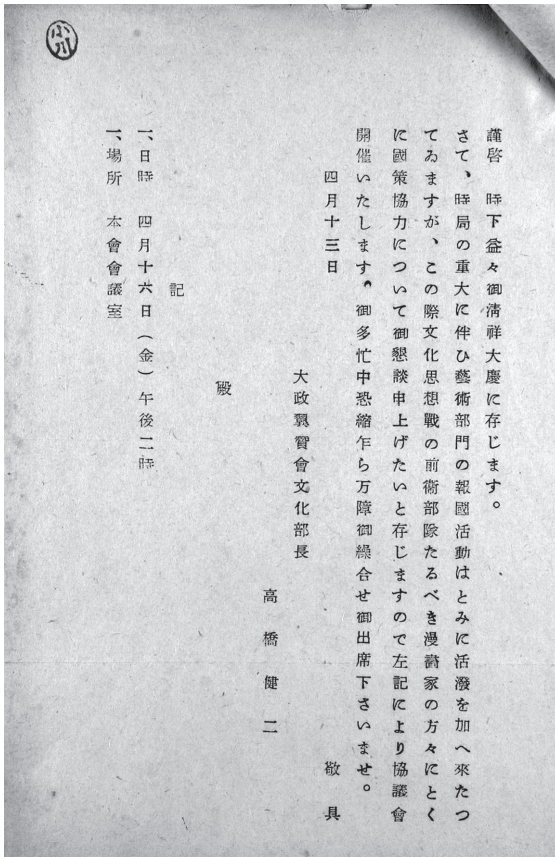 謹啓　時下益々御淸祥大慶に存じます。
さて、時局の重大に伴ひ藝術部門の報國活動はとみに活潑を加へ來たつ
てゐますが、この際文化思想戰の前衞部隊たるべき漫畫家の方々にとく
に國策協力について御懇談申上げたいと存じますので左記により協議會
開催いたします。御多忙中恐縮乍ら万障御繰合せ御出席下さいませ。
四月十三日　敬具
大政翼賛會文化部長
高橋健二
殿
記
一、日時　四月十六日（金）午後二時
一、場所　本會會議室
小川